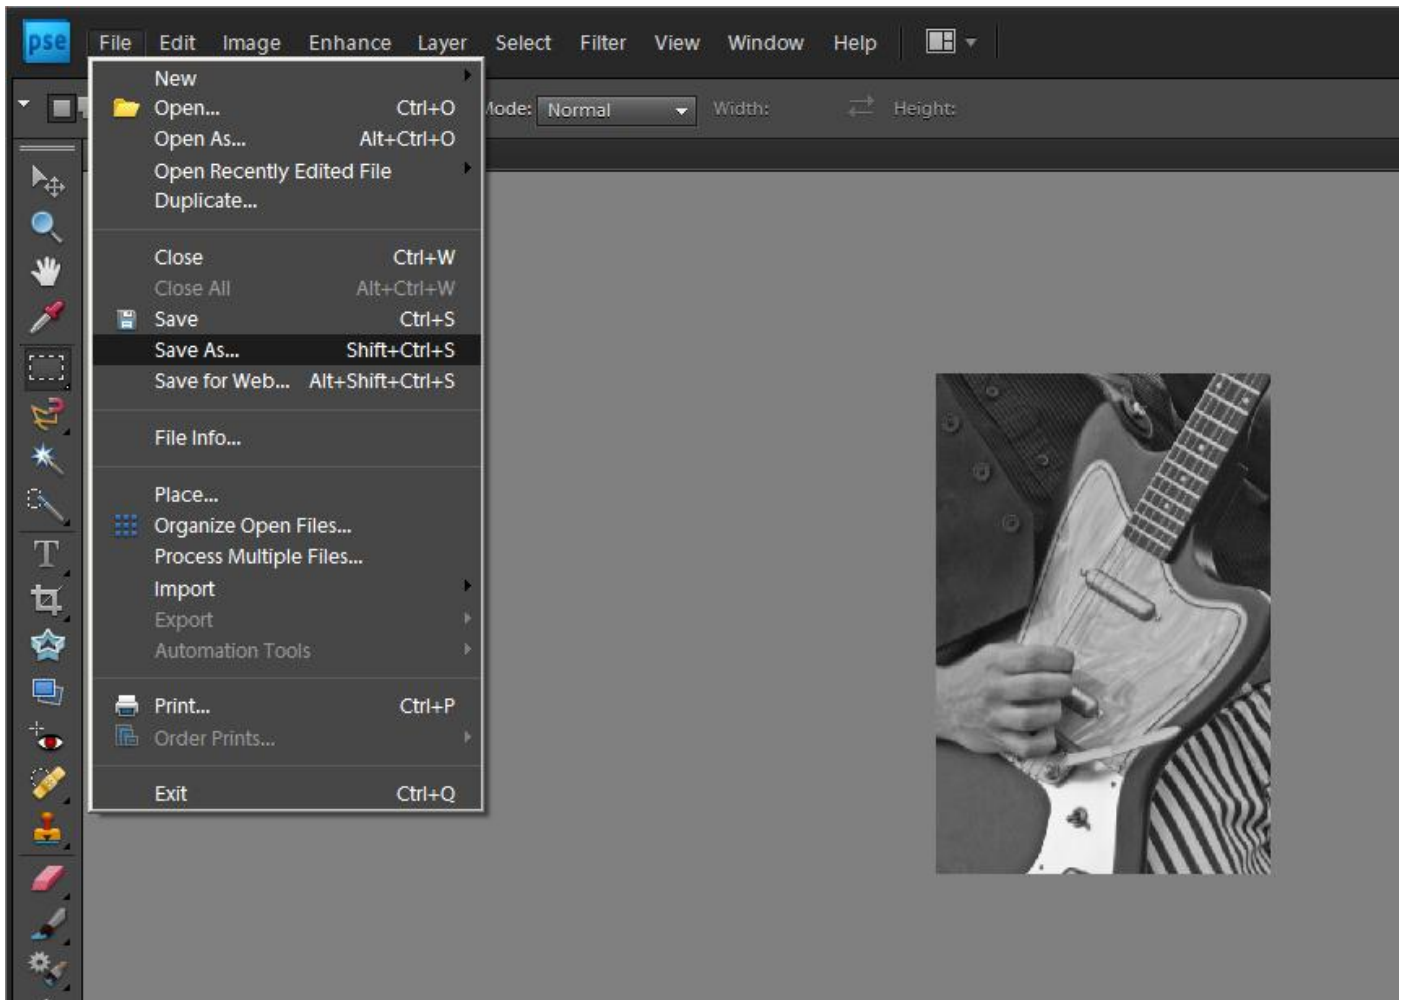 pse File Edit Image Enhance Layer Select Filter View Window Help
Mode: Normal Width: Height:
New
Open... Ctrl+O
Open As... Alt+Ctrl+O
Open Recently Edited File
Duplicate...
Close Ctrl+W
Close All Alt+Ctrl+W
Save Ctrl+S
Save As... Shift+Ctrl+S
Save for Web... Alt+Shift+Ctrl+S
File Info...
Place...
Organize Open Files...
Process Multiple Files...
Import
Export
Automation Tools
Print... Ctrl+P
Order Prints...
Exit Ctrl+Q
T